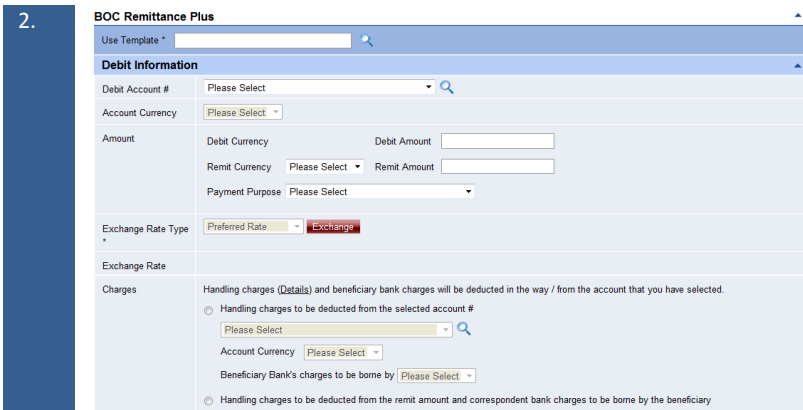 2.
BOC Remittance Plus
Use Template *
Debit Information
Debit Account # Please Select
Account Currency Please Select
Amount Debit Currency Debit Amount
Remit Currency Please Select Remit Amount
Payment Purpose Please Select
Exchange Rate Type * Preferred Rate Exchange
Exchange Rate
Charges Handling charges (Details) and beneficiary bank charges will be deducted in the way / from the account that you have selected.
Handling charges to be deducted from the selected account #
Please Select
Account Currency Please Select
Beneficiary Bank's charges to be borne by Please Select
Handling charges to be deducted from the remit amount and correspondent bank charges to be borne by the beneficiary